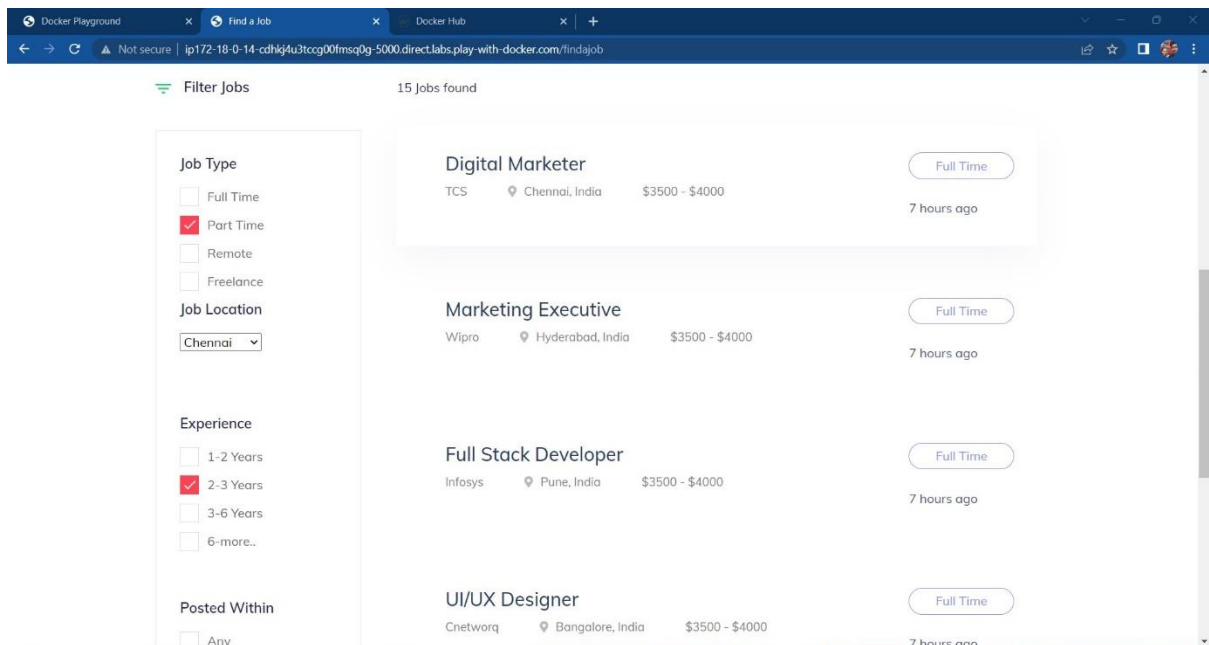 Docker Playground
Find a Job
Docker Hub
Not secure | ip172-18-0-14-cdhkj4u3tccg00fmsq0g-5000.direct.labs.play-with-docker.com/findajob
Filter Jobs
15 Jobs found
Job Type
Full Time
Part Time
Remote
Freelance
Job Location
Chennai
Experience
1-2 Years
2-3 Years
3-6 Years
6-more..
Posted Within
Any
Digital Marketer
Full Time
TCS Chennai, India $3500 - $4000
7 hours ago
Marketing Executive
Full Time
Wipro Hyderabad, India $3500 - $4000
7 hours ago
Full Stack Developer
Full Time
Infosys Pune, India $3500 - $4000
7 hours ago
UI/UX Designer
Full Time
Cnetworq Bangalore, India $3500 - $4000
7 hours ago